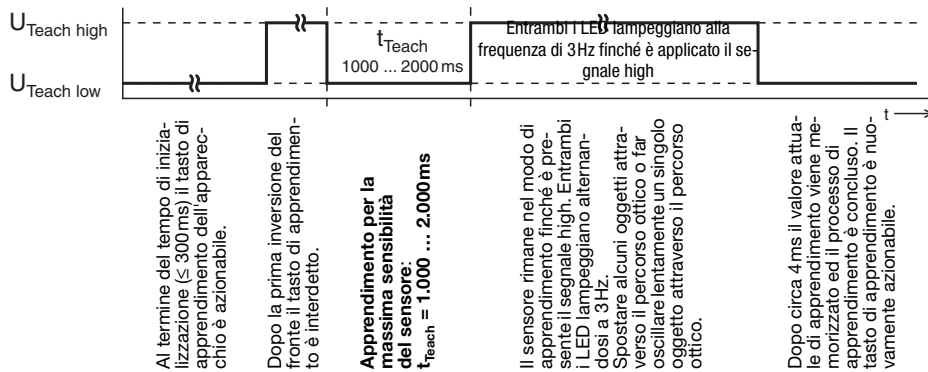 U Teach high
U Teach low
t Teach
1000 ... 2000 ms
Entrambi i LED lampeggiano alla
frequenza di 3 Hz finché è applicato il se-
gnale high
t
Al termine del tempo di inizia-
lizzazione (≤ 300 ms) il tasto di
apprendimento dell'apparec-
chio è azionabile.
Dopo la prima inversione del
fronte il tasto di apprendimen-
to è interdetto.
Apprendimento per la
massima sensibilità
del sensore:
t Teach = 1.000 ... 2.000ms
Il sensore rimane nel modo di
apprendimento finché è pre-
sente il segnale high. Entrambi
i LED lampeggiano alternan-
dosi a 3 Hz.
Spostare alcuni oggetti attra-
verso il percorso ottico o far
oscillare lentamente un singolo
oggetto attraverso il percorso
ottico.
Dopo circa 4 ms il valore attua-
le di apprendimento viene me-
morizzato ed il processo di
apprendimento è concluso. Il
tasto di apprendimento è nuo-
vamente azionabile.